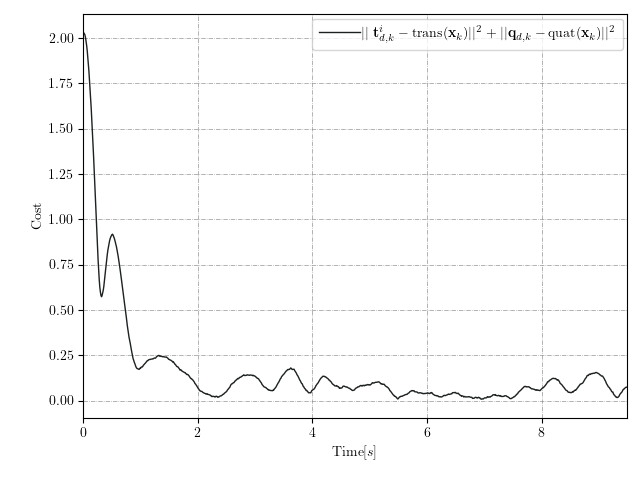 || t^i_{d,k} − trans(x_k)||² + ||q_{d,k} − quat(x_k)||²
2.00
1.75
1.50
1.25
1.00
0.75
0.50
0.25
0.00
Cost
0 2 4 6 8
Time[s]